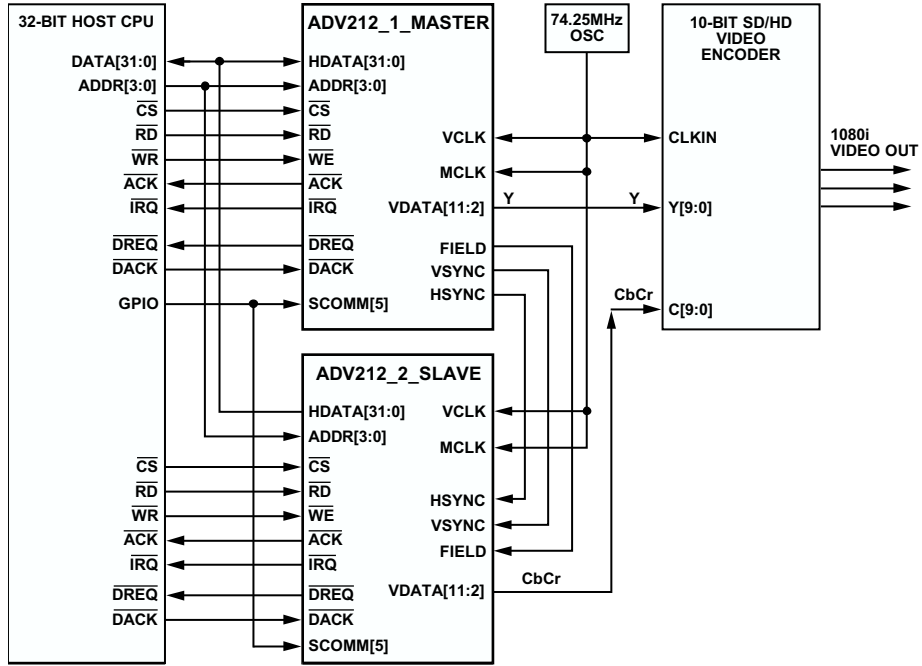 32-BIT HOST CPU
DATA[31:0]
ADDR[3:0]
CS
RD
WR
ACK
IRQ
DREQ
DACK
GPIO
CS
RD
WR
ACK
IRQ
DREQ
DACK
ADV212_1_MASTER
HDATA[31:0]
ADDR[3:0]
CS
RD
WE
ACK
IRQ
DREQ
DACK
SCOMM[5]
VCLK
MCLK
VDATA[11:2]
FIELD
VSYNC
HSYNC
ADV212_2_SLAVE
HDATA[31:0]
ADDR[3:0]
CS
RD
WE
ACK
IRQ
DREQ
DACK
SCOMM[5]
VCLK
MCLK
HSYNC
VSYNC
FIELD
VDATA[11:2]
74.25MHz
OSC
Y
Y
CbCr
CbCr
10-BIT SD/HD
VIDEO
ENCODER
CLKIN
Y[9:0]
C[9:0]
1080i
VIDEO OUT